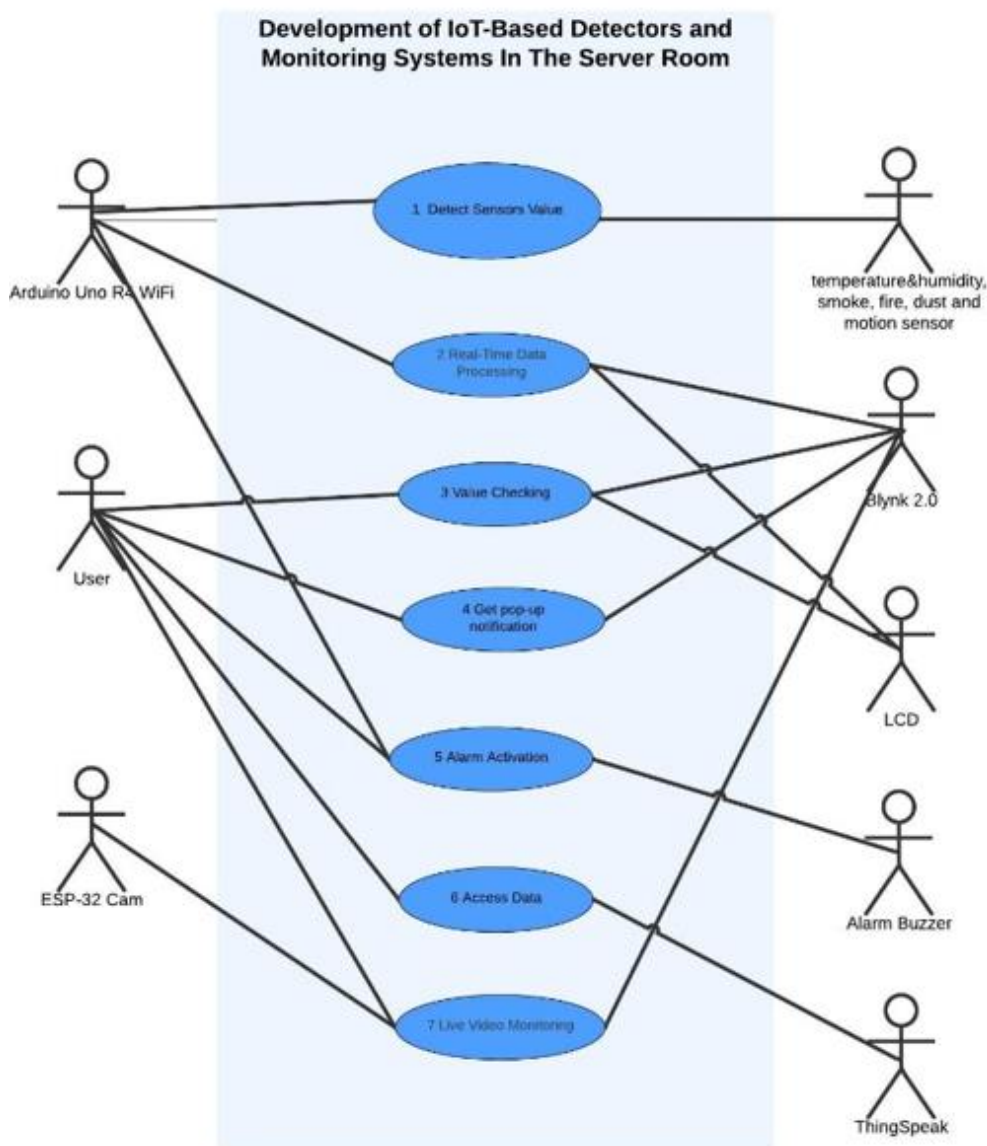 Development of IoT-Based Detectors and
Monitoring Systems In The Server Room
1 Detect Sensors Value
Arduino Uno R4 WiFi
temperature&humidity,
smoke, fire, dust and
motion sensor
2 Real-Time Data
Processing
3 Value Checking
Blynk 2.0
User
4 Get pop-up
notification
LCD
5 Alarm Activation
ESP-32 Cam
6 Access Data
Alarm Buzzer
7 Live Video Monitoring
ThingSpeak